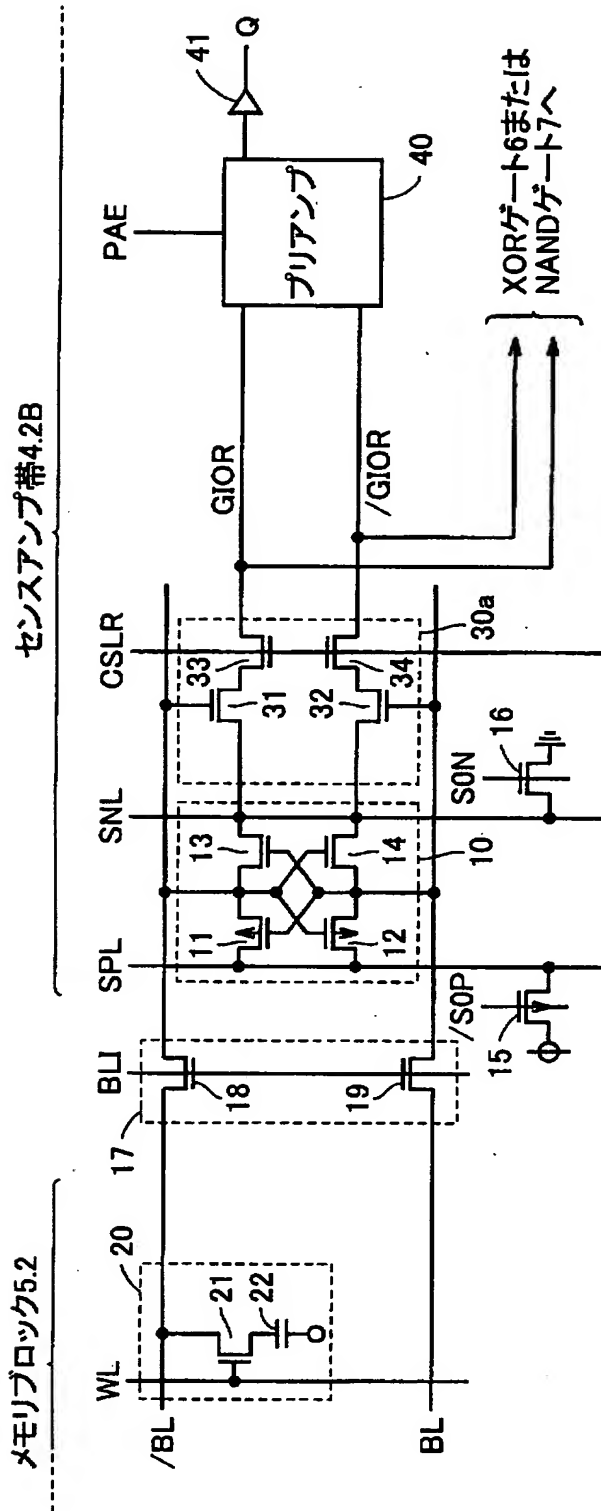 メモリブロック5.2
センスアンプ帯4.2B
WL
20
/BL
21
22
BL
17
BLI
18
19
SPL
SNL
11
13
12
14
10
/SOP
15
SON
16
CSLR
33
31
32
34
30a
GIOR
/GIOR
PAE
プリアンプ
40
41
Q
XORゲート6または
NANDゲート7へ